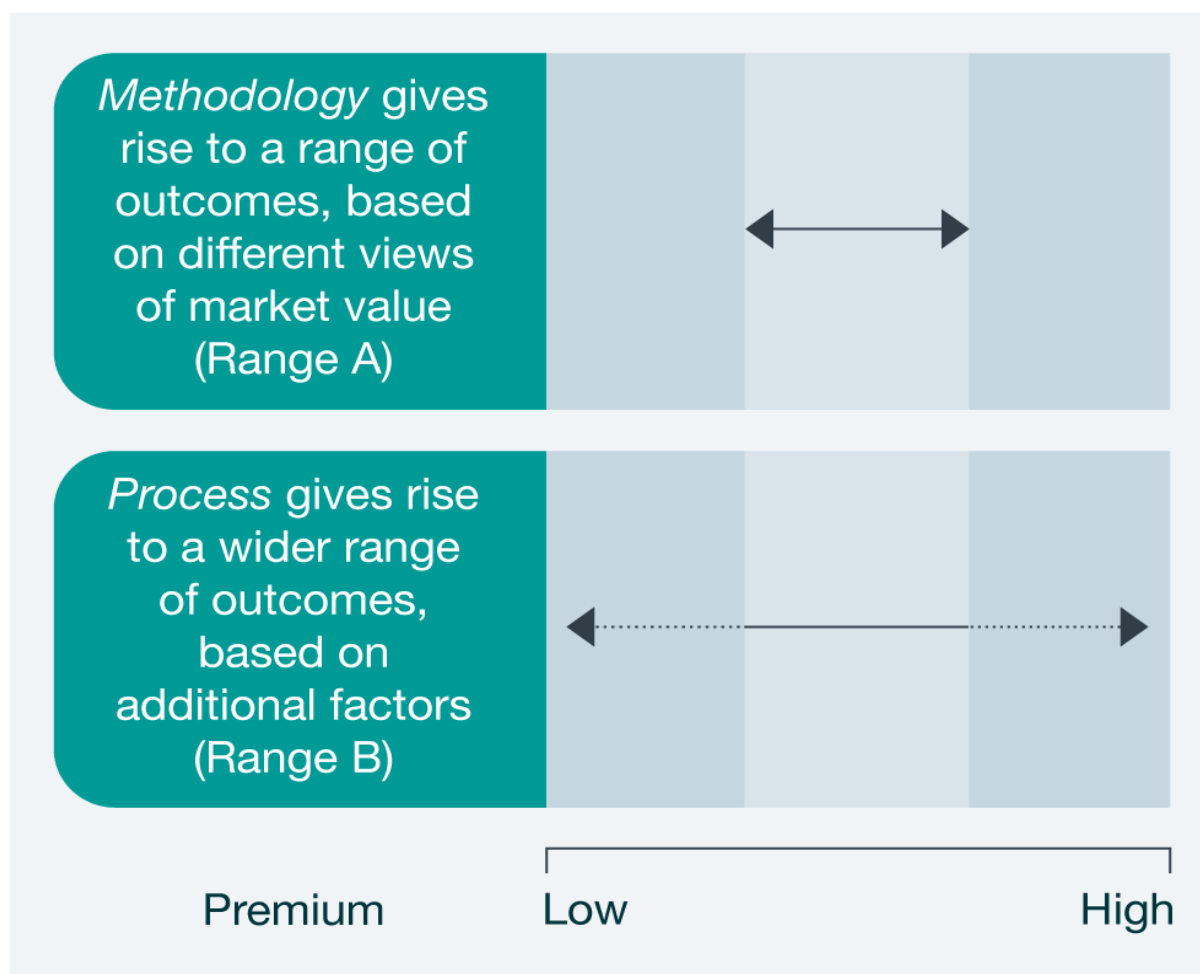 Methodology gives
rise to a range of
outcomes, based
on different views
of market value
(Range A)
Process gives rise
to a wider range
of outcomes,
based on
additional factors
(Range B)
Premium
Low
High